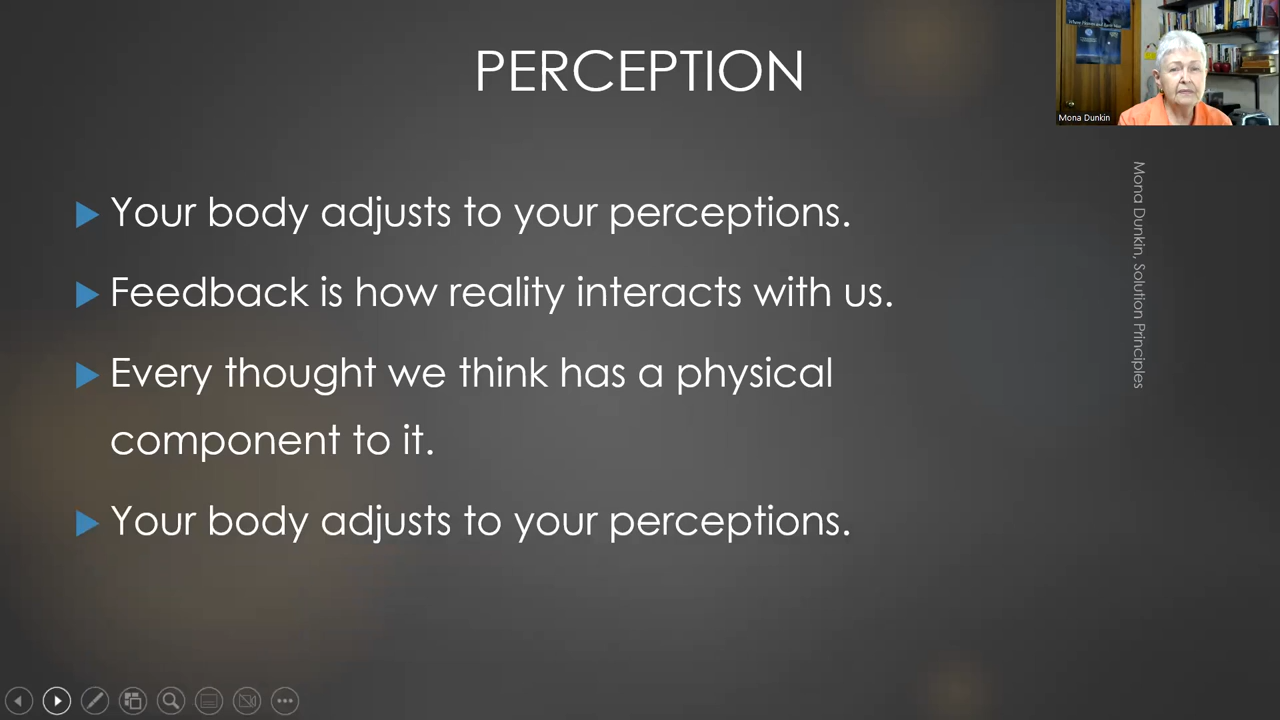 PERCEPTION
Your body adjusts to your perceptions.
Feedback is how reality interacts with us.
Every thought we think has a physical
component to it.
Your body adjusts to your perceptions.
Mona Dunkin
Mona Dunkin, Solution Principles